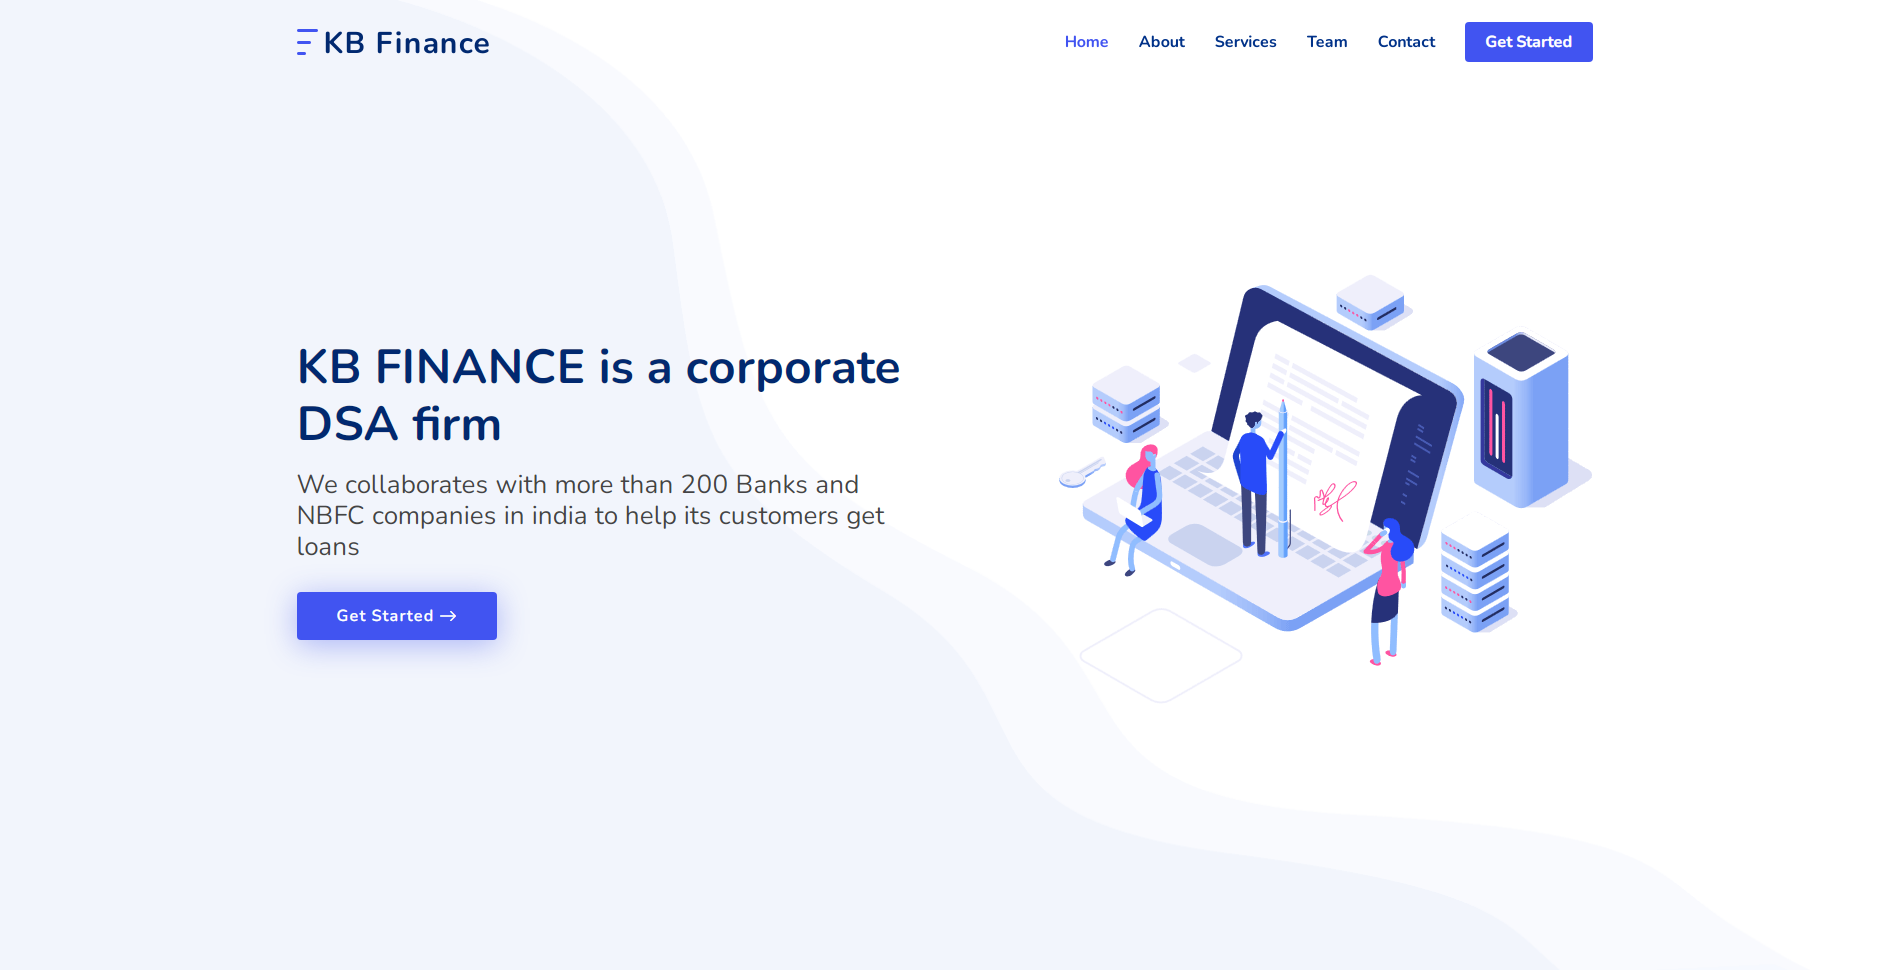 KB Finance
Home About Services Team Contact Get Started
KB FINANCE is a corporate
DSA firm
We collaborates with more than 200 Banks and
NBFC companies in india to help its customers get
loans
Get Started →